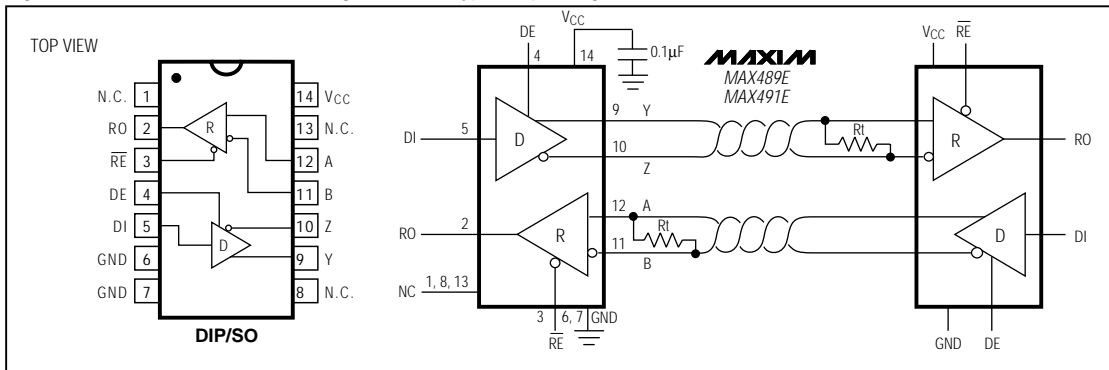 TOP VIEW
N.C. 1
RO 2
RE 3
DE 4
DI 5
GND 6
GND 7
14 VCC
13 N.C.
12 A
11 B
10 Z
9 Y
8 N.C.
R
D
DIP/SO
DE
4
VCC
14
0.1µF
MAXIM
MAX489E
MAX491E
DI 5
D
9 Y
10
Z
Rt
RO 2
R
12 A
Rt
11
B
NC 1, 8, 13
3
RE
6, 7 GND
VCC
RE
R
RO
D
DI
GND
DE